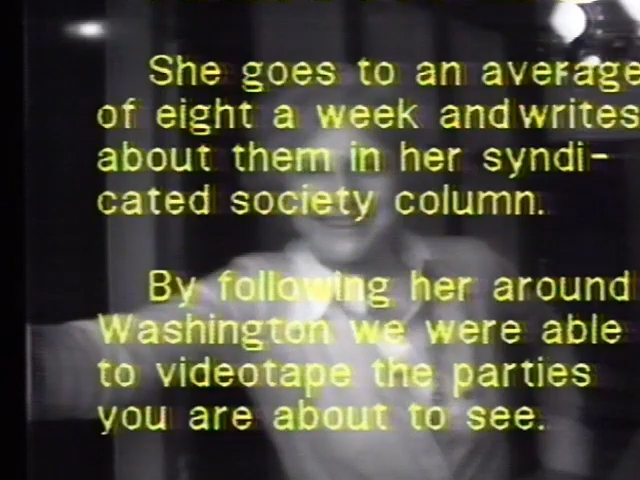 She goes to an average
of eight a week and writes
about them in her syndi-
cated society column.
By following her around
Washington we were able
to videotape the parties
you are about to see.